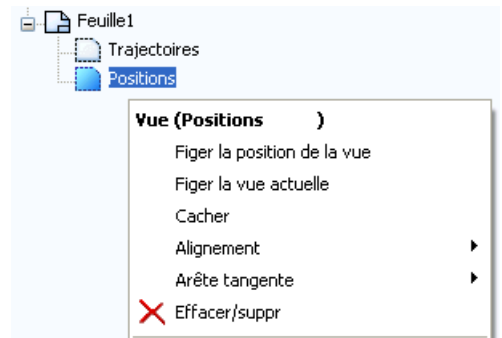 Feuille1
Trajectoires
Positions
Vue (Positions )
Figer la position de la vue
Figer la vue actuelle
Cacher
Alignement
Arête tangente
Effacer/suppr